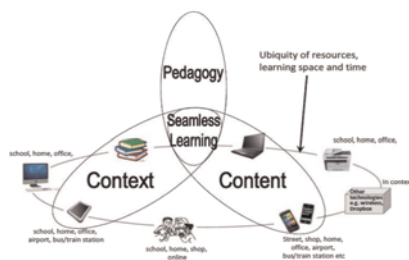 Pedagogy
Ubiquity of resources,
learning space and time
Seamless
Learning
school, home, office,
school, home, office,
Context
Content
In contex
Other
technologies
e.g. wireless,
Dropbox
school, home, office,
airport, bus/train station
school, home, shop,
online
Street, shop, home,
office, airport,
bus/train station etc